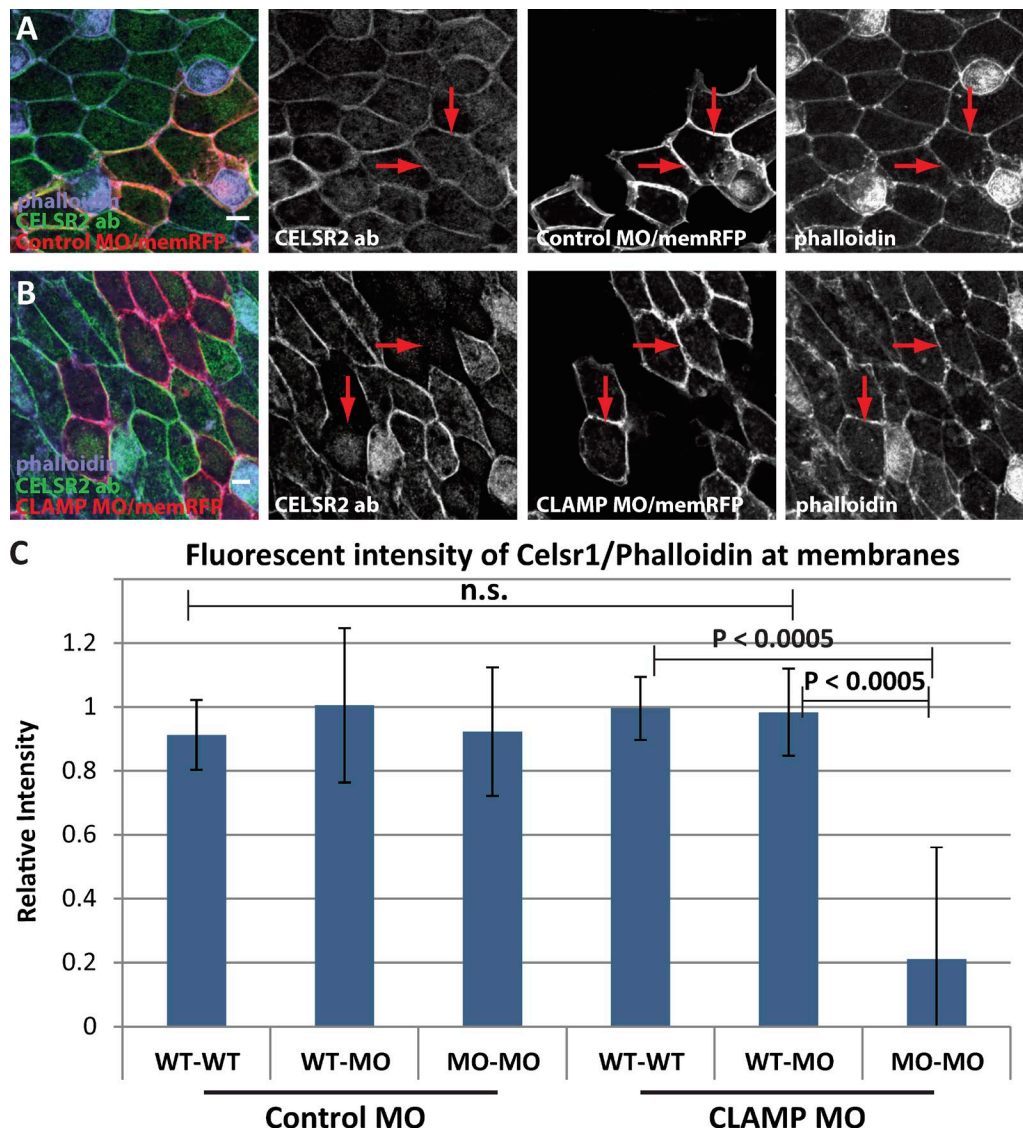 A
phalloidin
CELSR2 ab
Control MO/memRFP
CELSR2 ab
Control MO/memRFP
phalloidin
B
phalloidin
CELSR2 ab
CLAMP MO/memRFP
CELSR2 ab
CLAMP MO/memRFP
phalloidin
C
Fluorescent intensity of Celsr1/Phalloidin at membranes
n.s.
P < 0.0005
P < 0.0005
Relative Intensity
1.2
1
0.8
0.6
0.4
0.2
0
WT-WT WT-MO MO-MO WT-WT WT-MO MO-MO
Control MO CLAMP MO